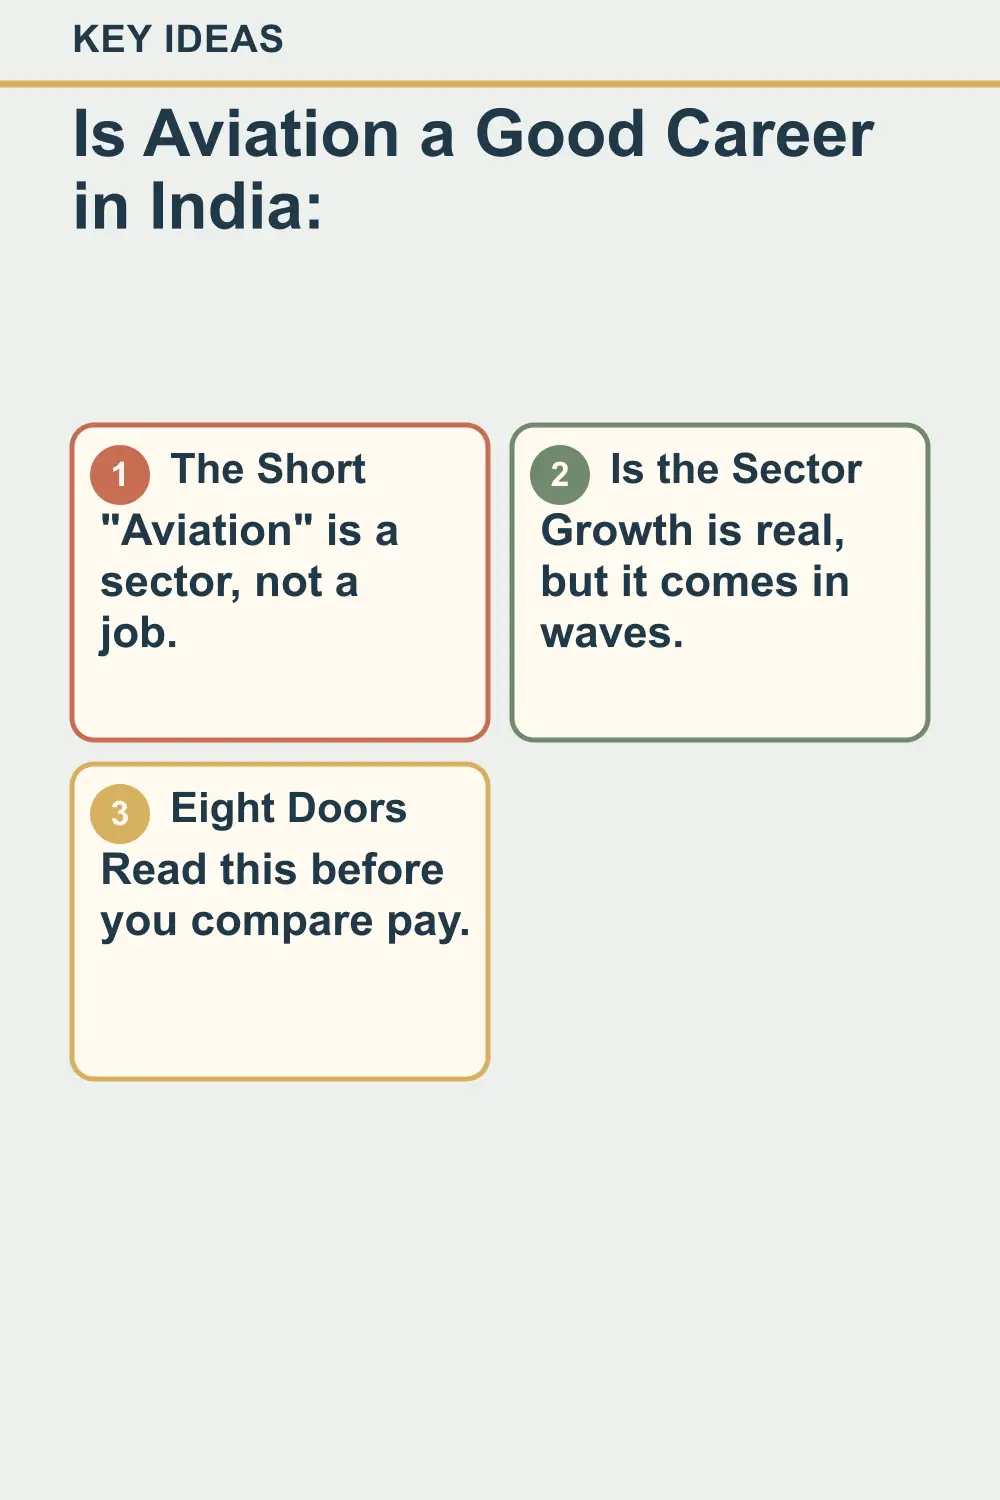 KEY IDEAS
Is Aviation a Good Career
in India:
1 The Short
"Aviation" is a
sector, not a
job.
2 Is the Sector
Growth is real,
but it comes in
waves.
3 Eight Doors
Read this before
you compare pay.